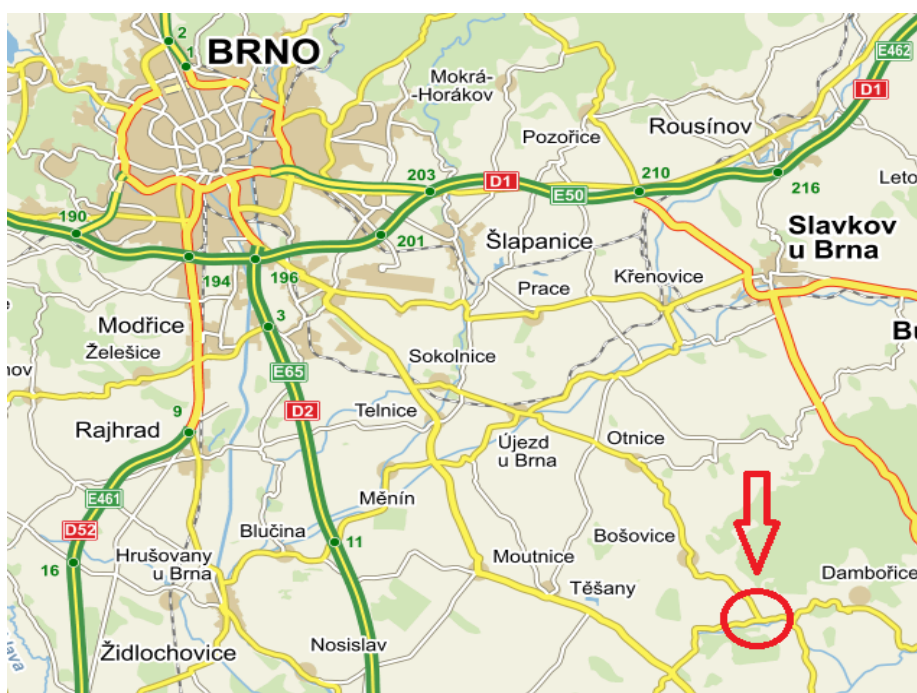 2
1
BRNO
E462
D1
Mokrá-
-Horákov
Pozořice
Rousínov
203
D1
E50
210
216
Leto
190
201
194
196
Šlapanice
Slavkov
u Brna
Křenovice
Prace
Modřice
3
Želešice
nov
Sokolnice
Bu
E65
D2
Telnice
9
Rajhrad
Újezd
u Brna
Otnice
E461
D52
Měnín
Blučina
11
Bošovice
16
Hrušovany
u Brna
Moutnice
Těšany
Dambořice
Židlochovice
Nosislav